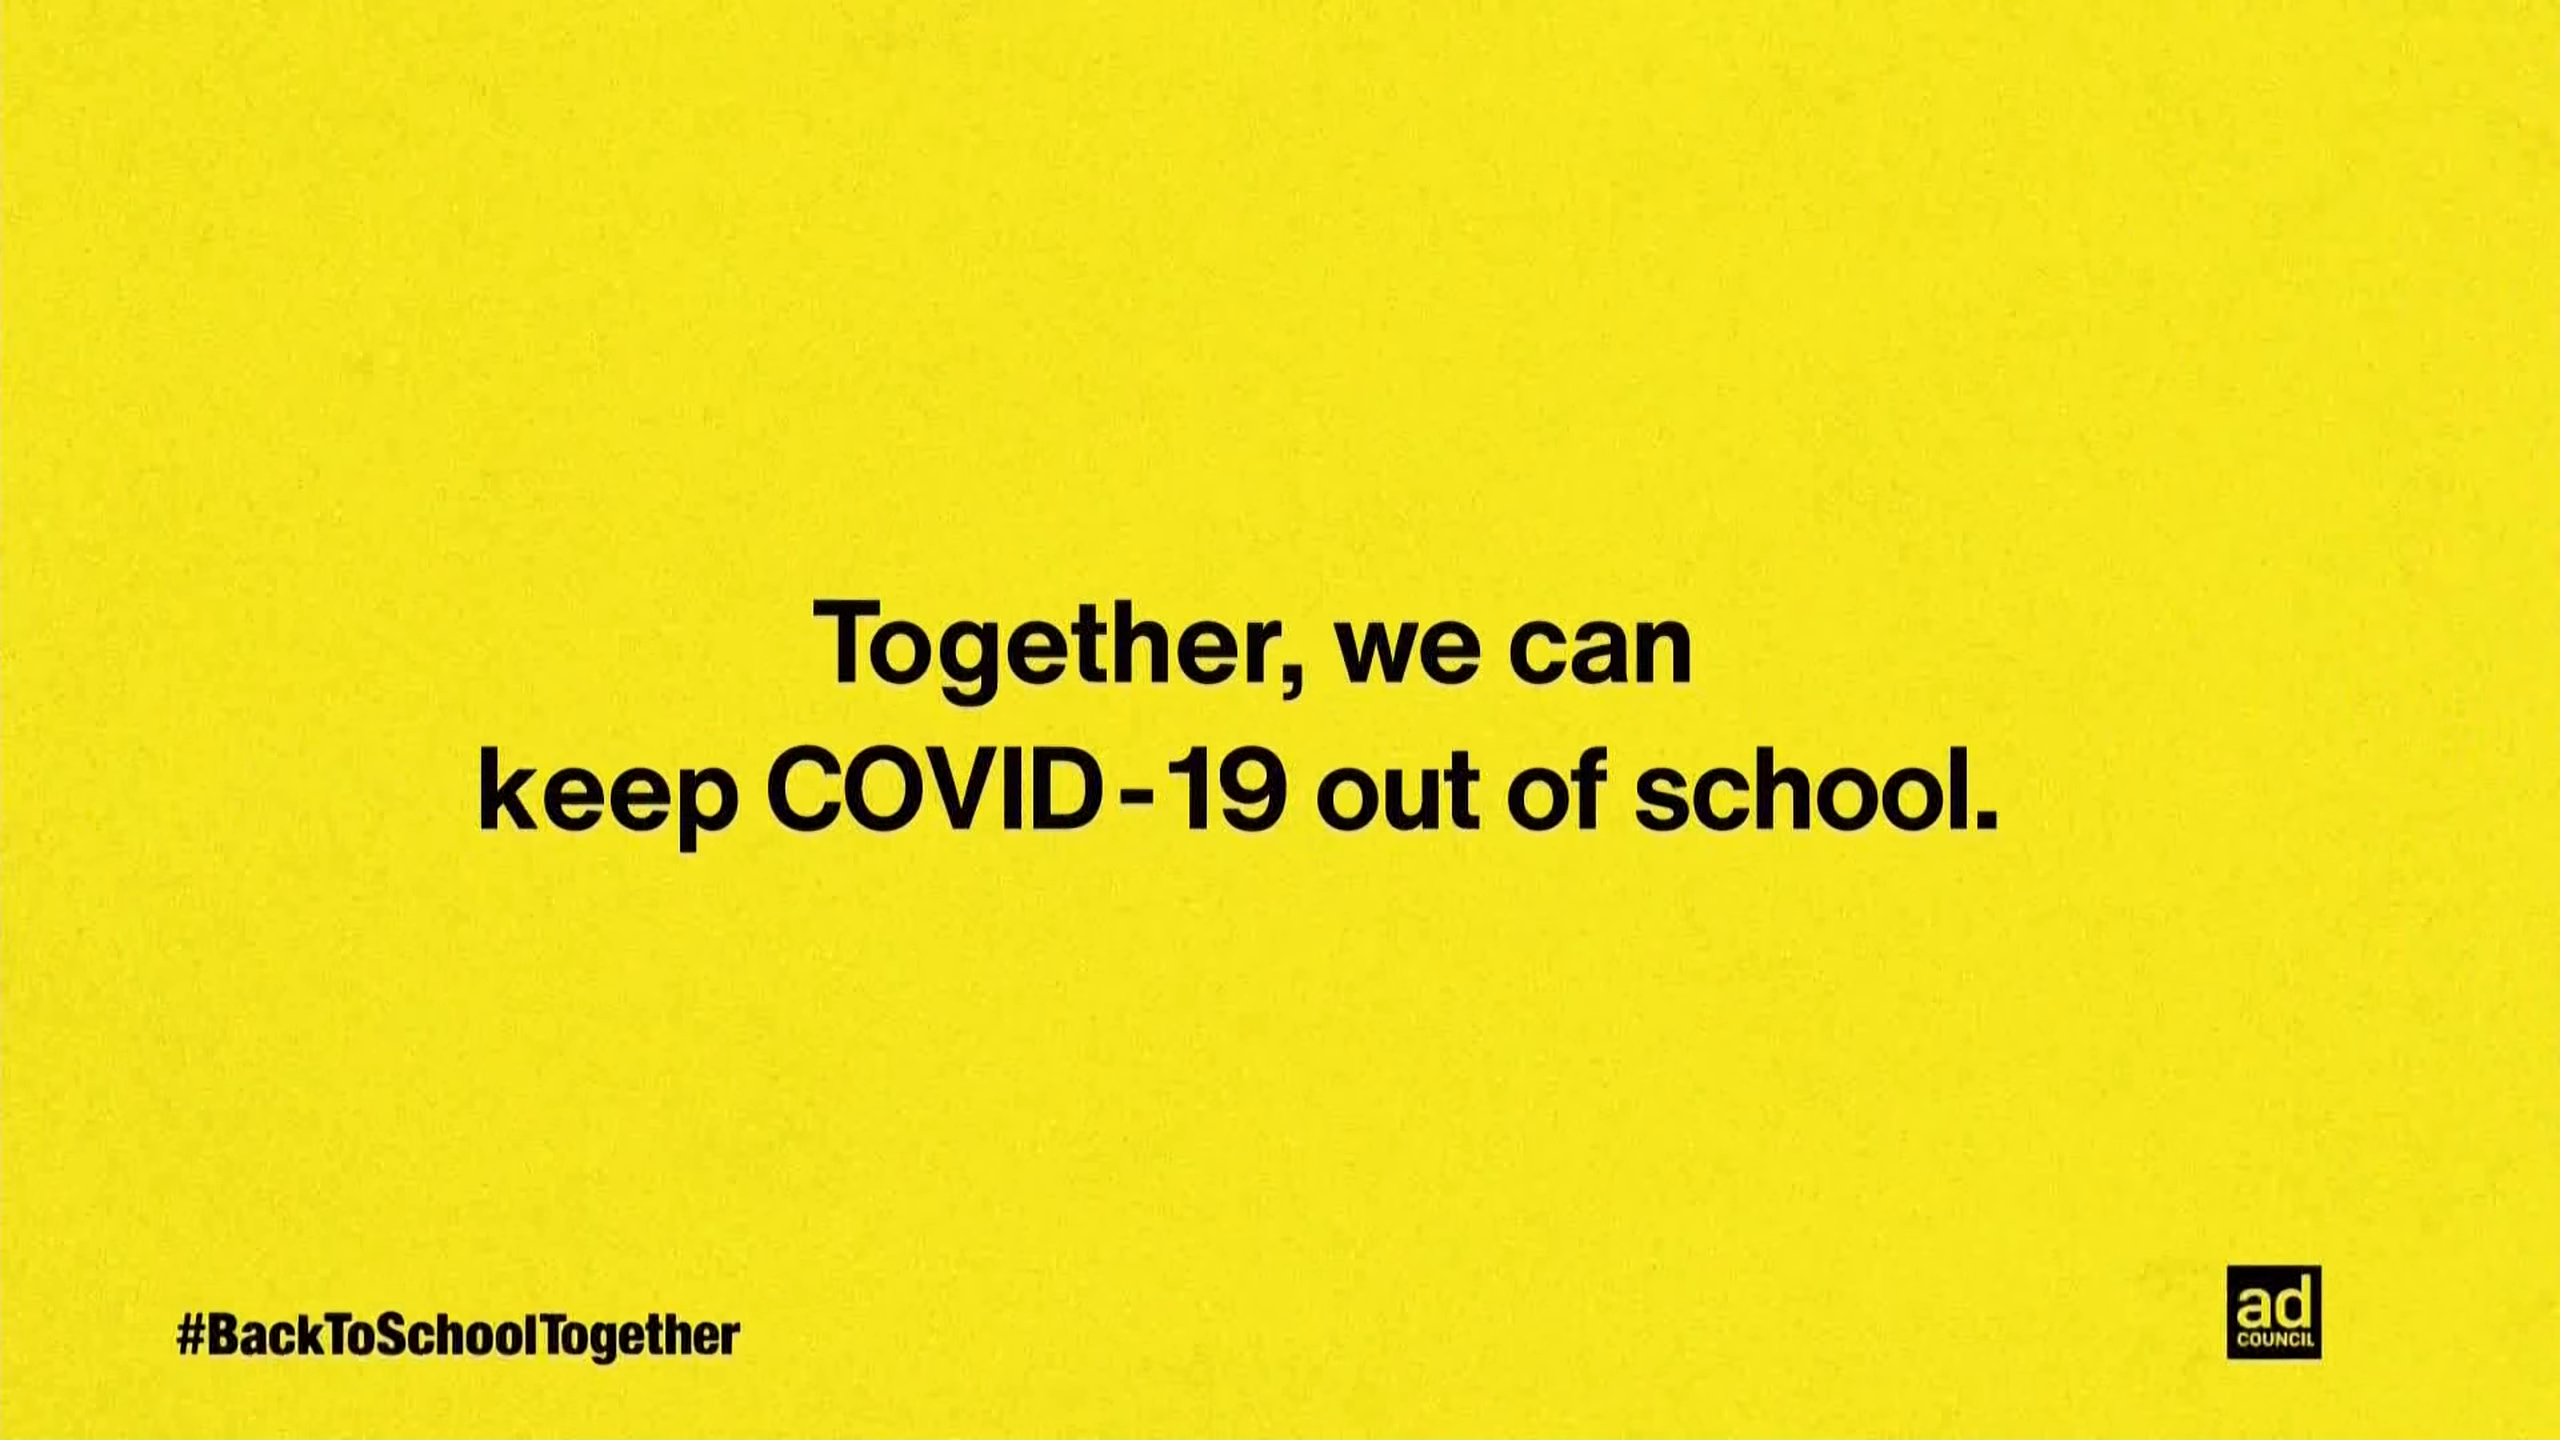 Together, we can
keep COVID-19 out of school.
#BackToSchoolTogether
ad
COUNCIL